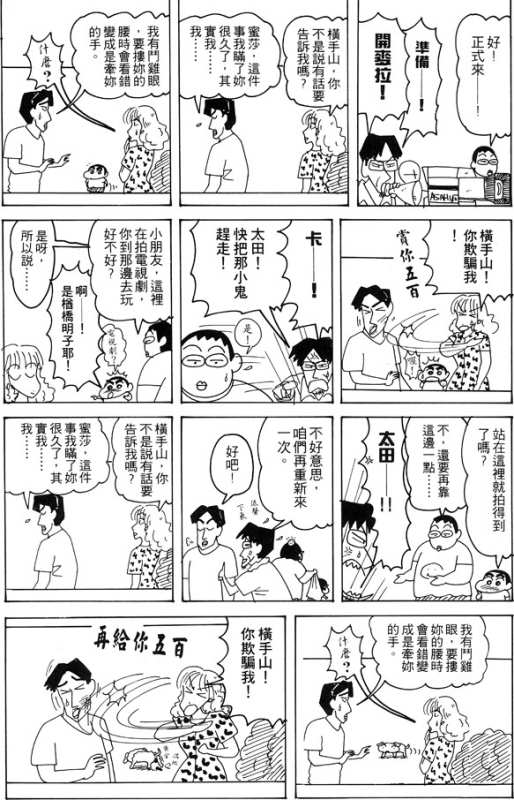 好！
正式來
！
準備
！
開麥拉！
ASAHI
橫手山，你
不是說有話要
告訴我嗎？
蜜莎，這件
事我瞞了妳
很久了，其
實我……
我有鬥雞眼
，要摟妳的
腰時會看錯
變成是牽妳
的手。
什麼？
橫手山！
你欺騙我
！
賞你五百
卡！
太田！
快把那小鬼
趕走！
是！
小朋友，這裡
在拍電視劇，
你到那邊去玩
好不好？
電視劇？
啊！
是楢橋明子耶！
是呀，
所以說……
站在這裡就拍得到
了嗎？
不，還要再靠
這邊一點……
太田！！
不好意思，
咱們再重新來
一次。
好吧！
橫手山，你
不是說有話要
告訴我嗎？
蜜莎，這件
事我瞞了妳
很久了，其
實我
我……
我有鬥雞
眼，要摟
妳的腰時
會看錯變
成是牽妳
的手。
什麼？
橫手山！
你欺騙我！
再給你五百